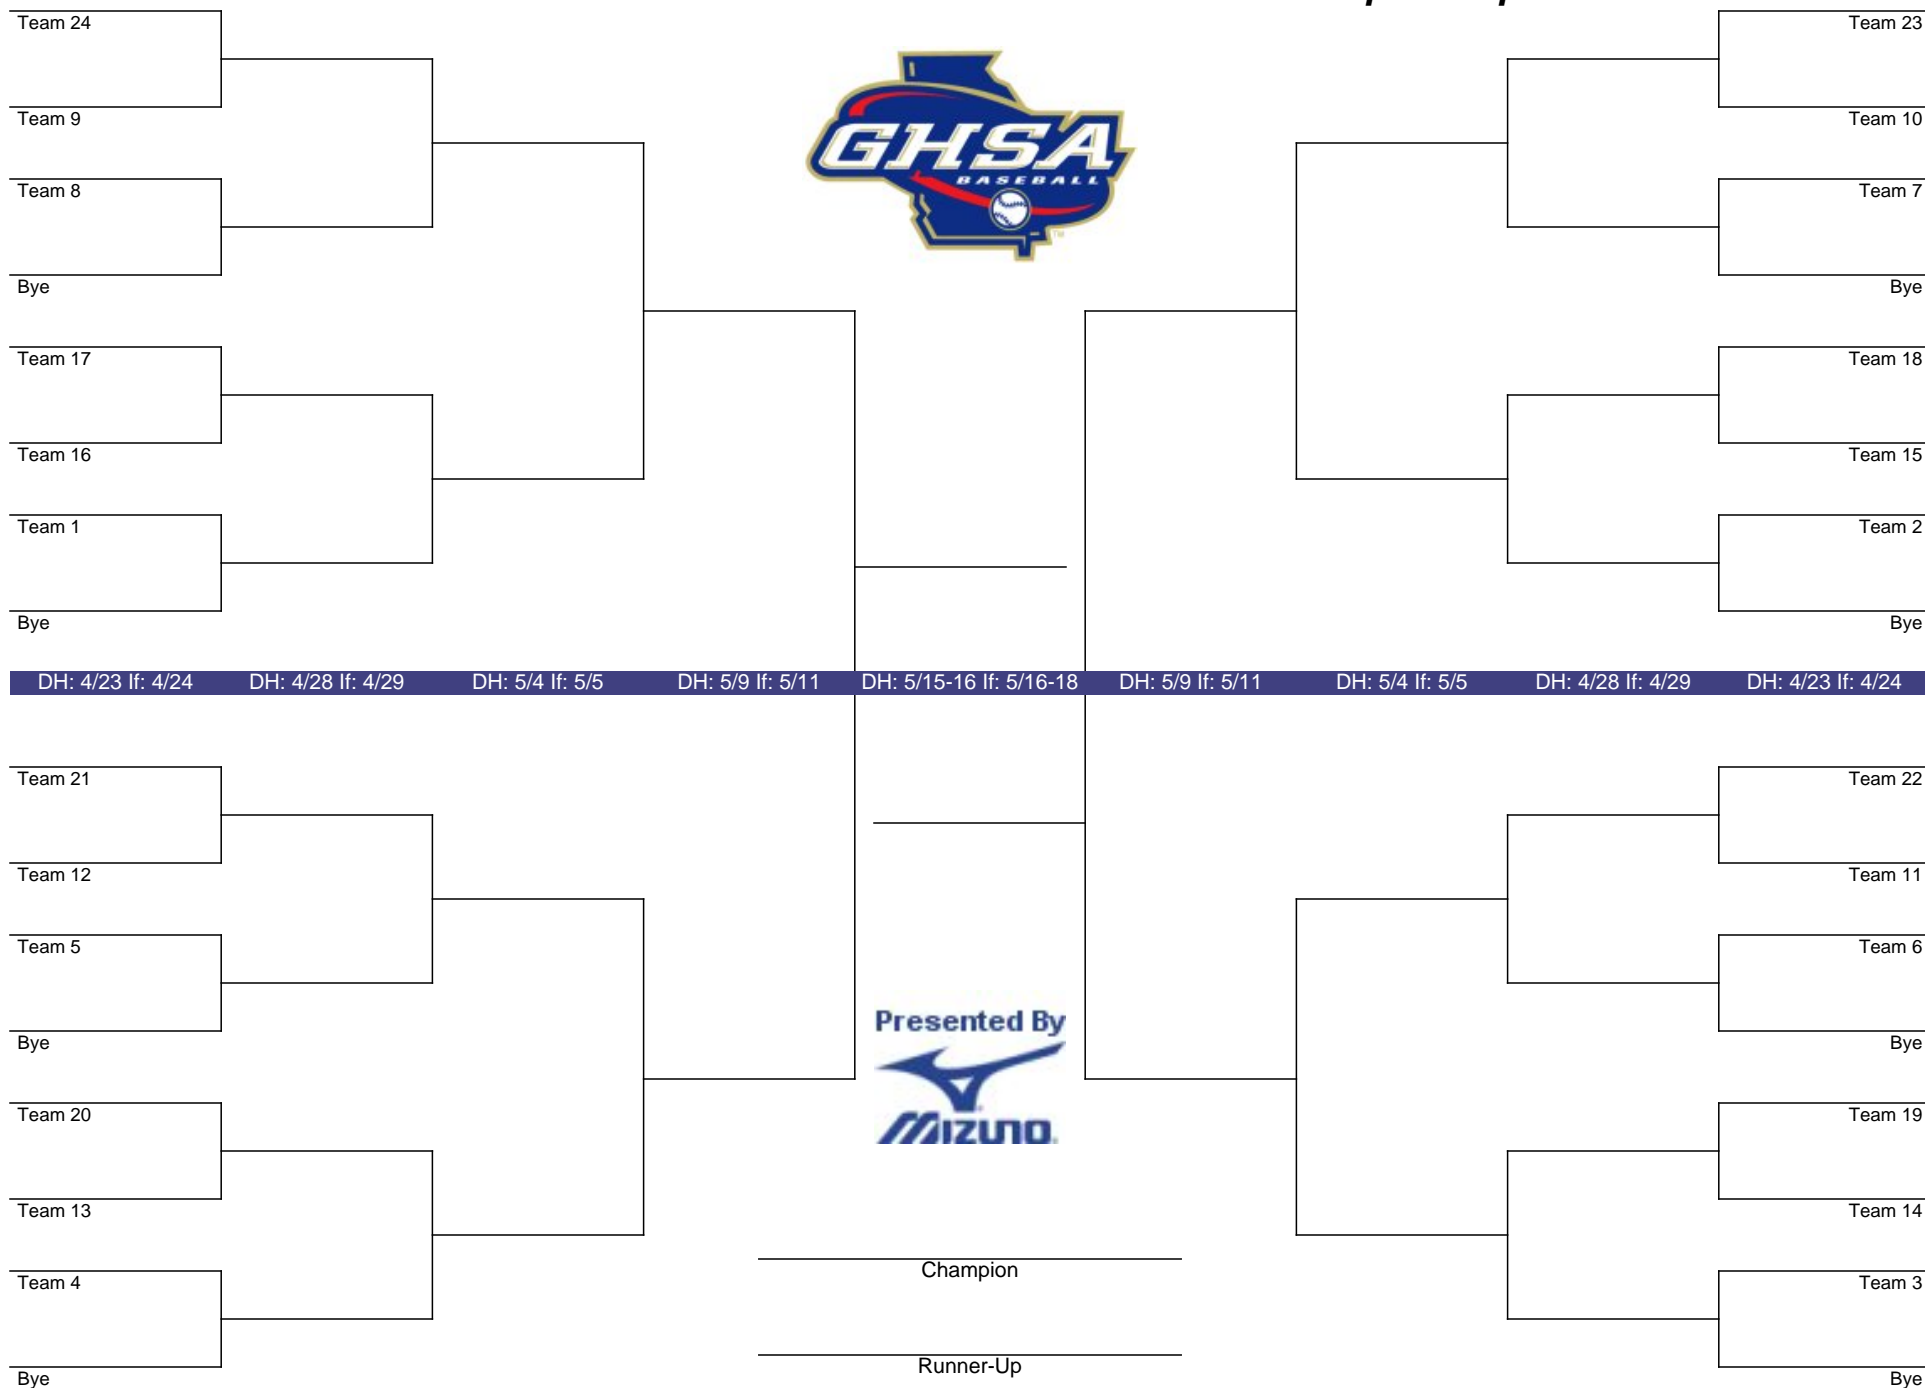 Team 24
Team 9
Team 8
Bye
Team 17
Team 16
Team 1
Bye
GHSA
BASEBALL
TM
Team 23
Team 10
Team 7
Bye
Team 18
Team 15
Team 2
Bye
DH: 4/23 If: 4/24 DH: 4/28 If: 4/29 DH: 5/4 If: 5/5 DH: 5/9 If: 5/11 DH: 5/15-16 If: 5/16-18 DH: 5/9 If: 5/11 DH: 5/4 If: 5/5 DH: 4/28 If: 4/29 DH: 4/23 If: 4/24
Team 21
Team 12
Team 5
Bye
Team 20
Team 13
Team 4
Bye
Presented By
MIZUNO
Champion
Runner-Up
Team 22
Team 11
Team 6
Bye
Team 19
Team 14
Team 3
Bye